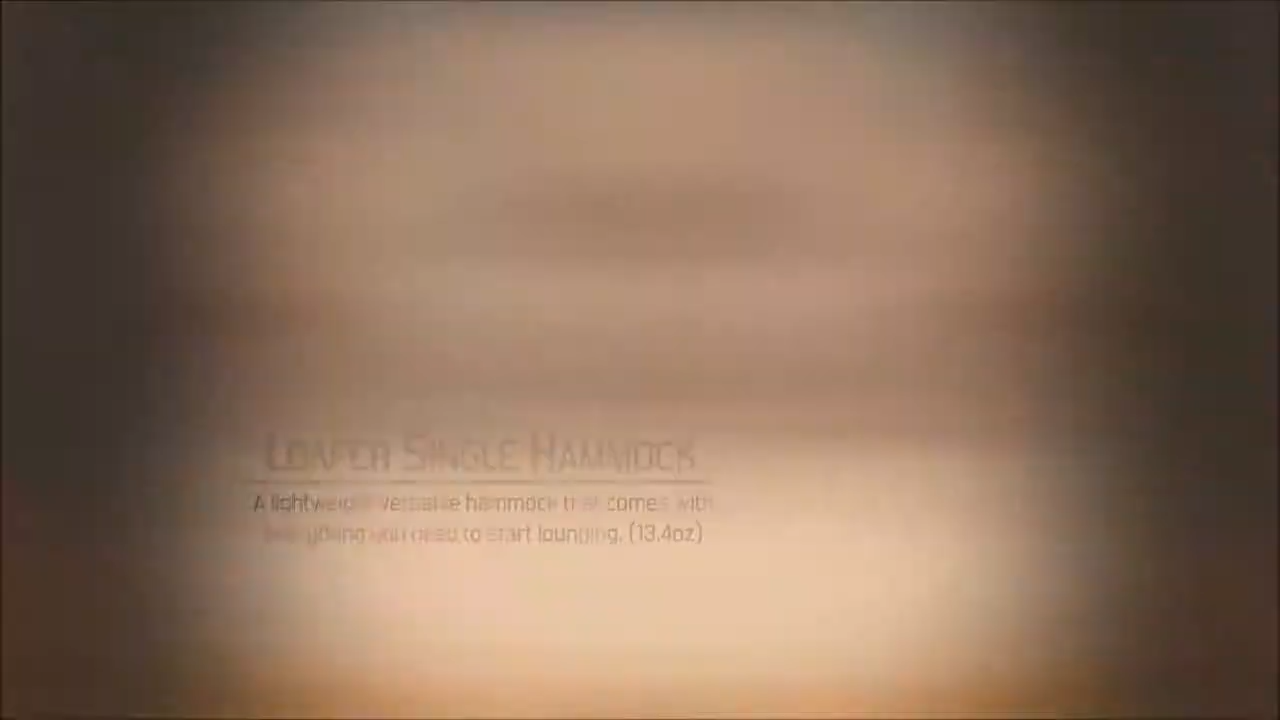 LOAFER SINGLE HAMMOCK
A lightweight versatile hammock that comes with
everything you need to start lounging. (13.4oz)